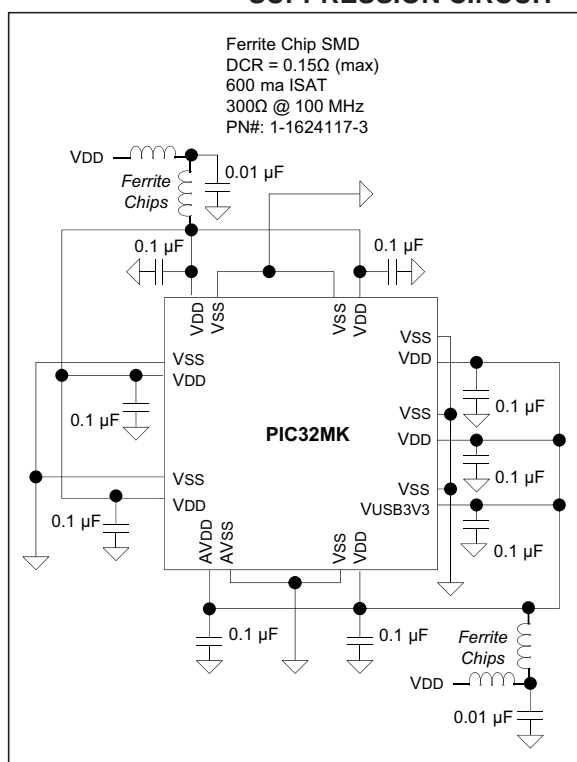 Ferrite Chip SMD
DCR = 0.15Ω (max)
600 ma ISAT
300Ω @ 100 MHz
PN#: 1-1624117-3
VDD
0.01 µF
Ferrite
Chips
0.1 µF
0.1 µF
VDD
VSS
VSS
VDD
VSS
VDD
VSS
VDD
0.1 µF
0.1 µF
VSS
PIC32MK
VDD
0.1 µF
VSS
VSS
VDD
VUSB3V3
0.1 µF
0.1 µF
AVDD
AVSS
VSS
VDD
0.1 µF
0.1 µF
Ferrite
Chips
VDD
0.01 µF